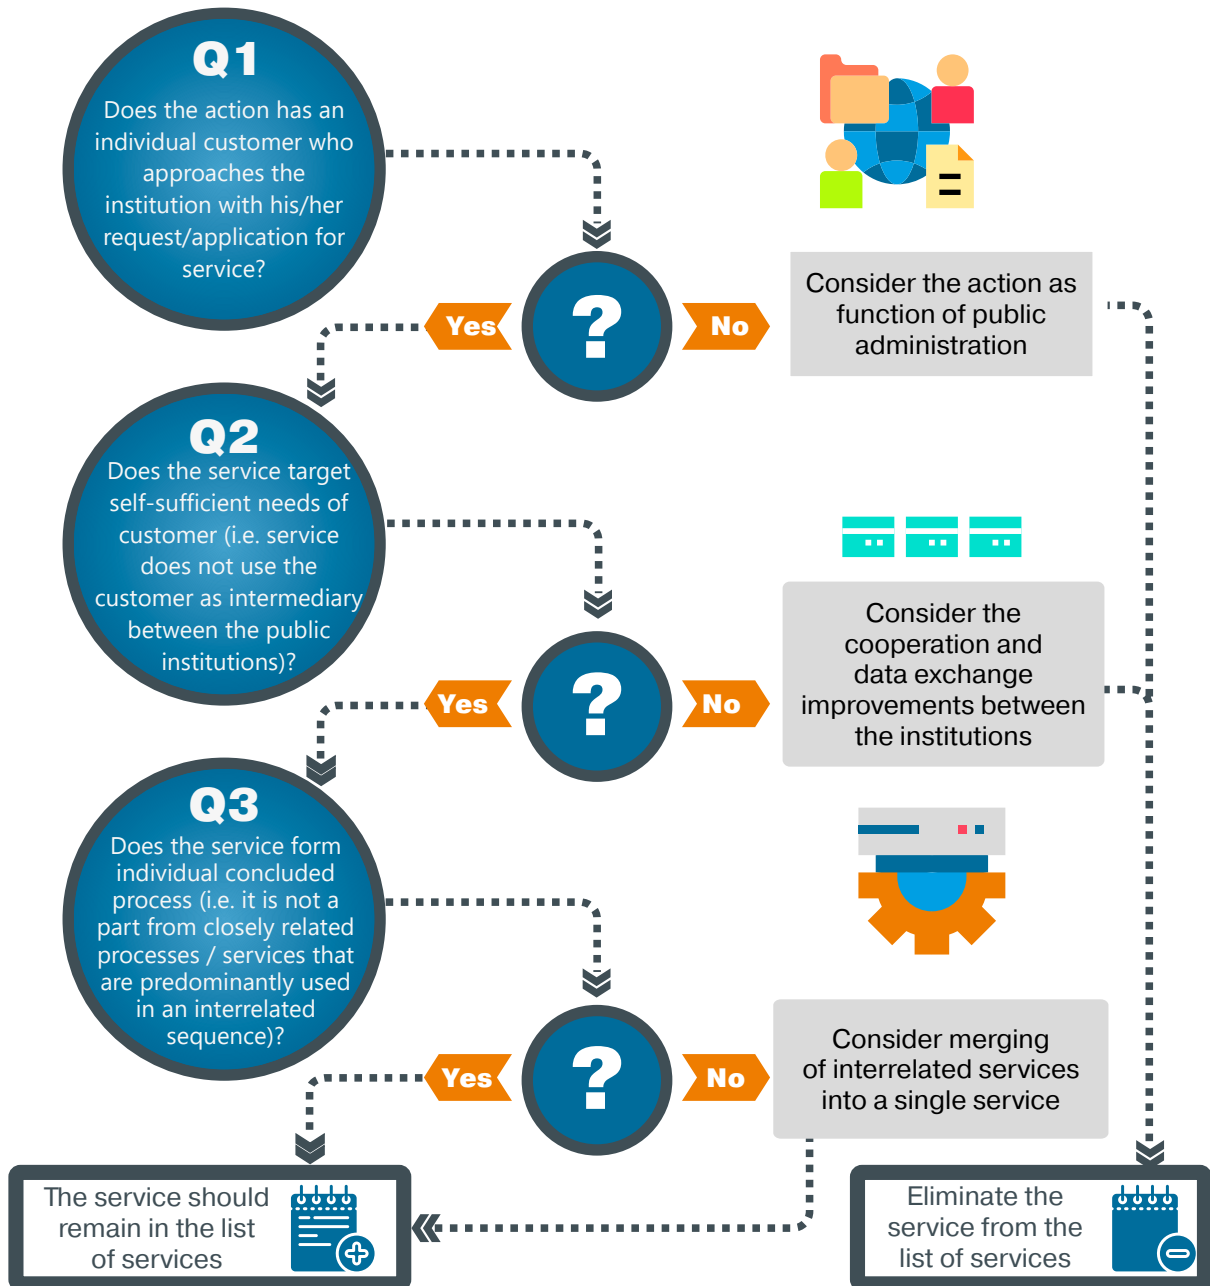 Q1
Does the action has an
individual customer who
approaches the
institution with his/her
request/application for
service?
?
Yes
No
Consider the action as
function of public
administration
Q2
Does the service target
self-sufficient needs of
customer (i.e. service
does not use the
customer as intermediary
between the public
institutions)?
?
Yes
No
Consider the
cooperation and
data exchange
improvements between
the institutions
Q3
Does the service form
individual concluded
process (i.e. it is not a
part from closely related
processes / services that
are predominantly used
in an interrelated
sequence)?
?
Yes
No
Consider merging
of interrelated services
into a single service
The service should
remain in the list
of services
Eliminate the
service from the
list of services